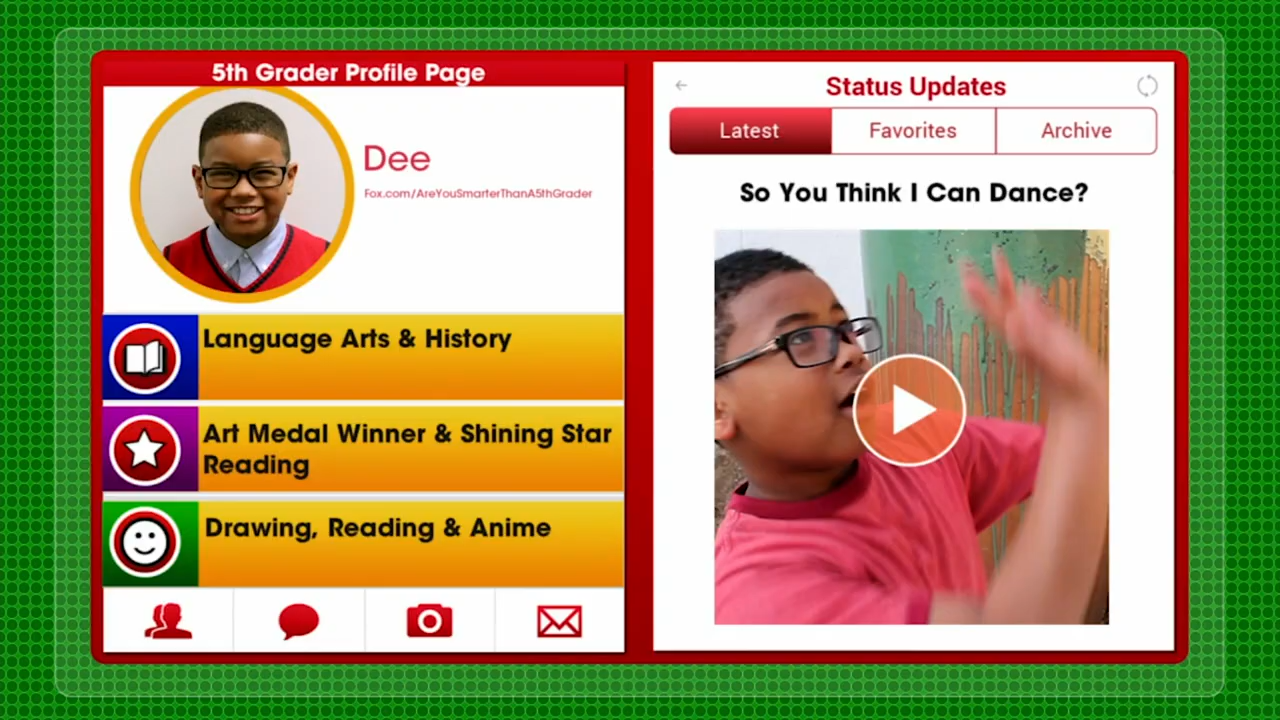 5th Grader Profile Page
Dee
Fox.com/AreYouSmarterThanA5thGrader
Language Arts & History
Art Medal Winner & Shining Star
Reading
Drawing, Reading & Anime
Status Updates
Latest
Favorites
Archive
So You Think I Can Dance?